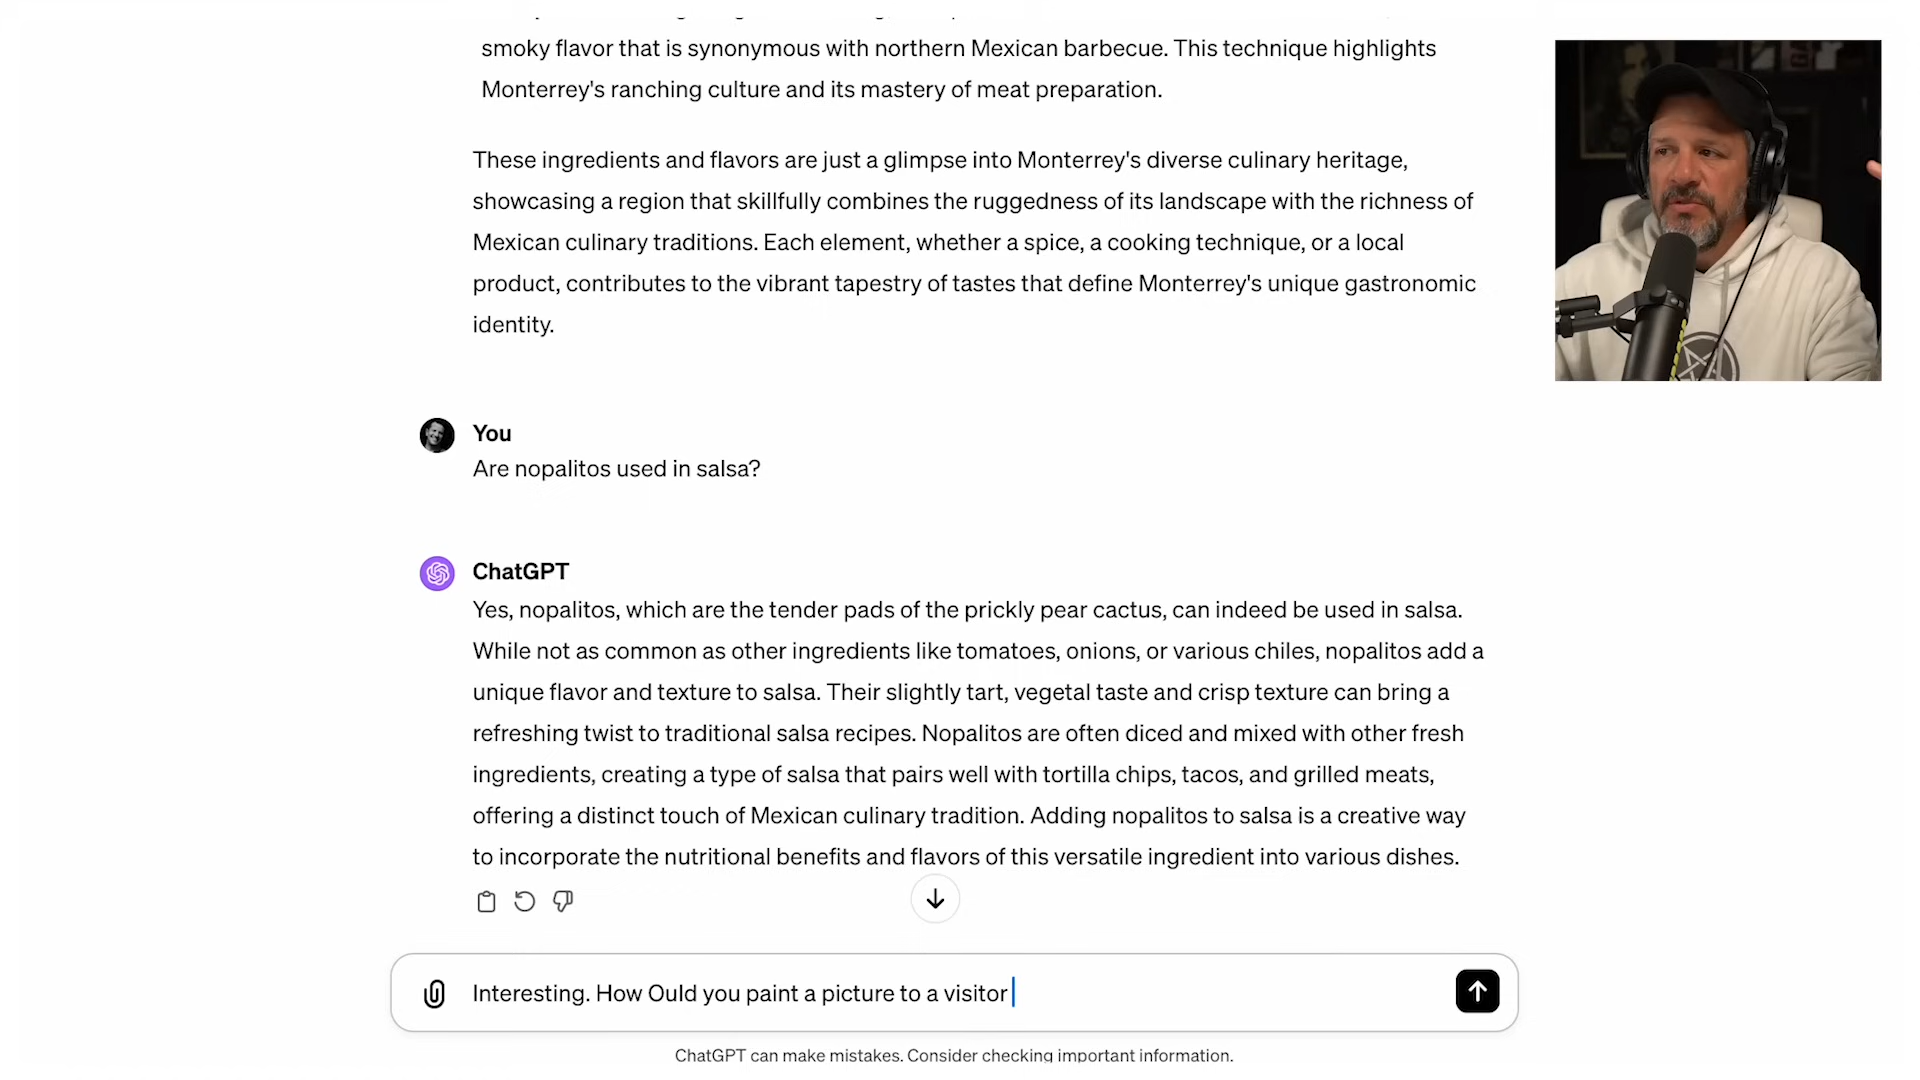 smoky flavor that is synonymous with northern Mexican barbecue. This technique highlights
Monterrey's ranching culture and its mastery of meat preparation.
These ingredients and flavors are just a glimpse into Monterrey's diverse culinary heritage,
showcasing a region that skillfully combines the ruggedness of its landscape with the richness of
Mexican culinary traditions. Each element, whether a spice, a cooking technique, or a local
product, contributes to the vibrant tapestry of tastes that define Monterrey's unique gastronomic
identity.
You
Are nopalitos used in salsa?
ChatGPT
Yes, nopalitos, which are the tender pads of the prickly pear cactus, can indeed be used in salsa.
While not as common as other ingredients like tomatoes, onions, or various chiles, nopalitos add a
unique flavor and texture to salsa. Their slightly tart, vegetal taste and crisp texture can bring a
refreshing twist to traditional salsa recipes. Nopalitos are often diced and mixed with other fresh
ingredients, creating a type of salsa that pairs well with tortilla chips, tacos, and grilled meats,
offering a distinct touch of Mexican culinary tradition. Adding nopalitos to salsa is a creative way
to incorporate the nutritional benefits and flavors of this versatile ingredient into various dishes.
Interesting. How Ould you paint a picture to a visitor
ChatGPT can make mistakes. Consider checking important information.